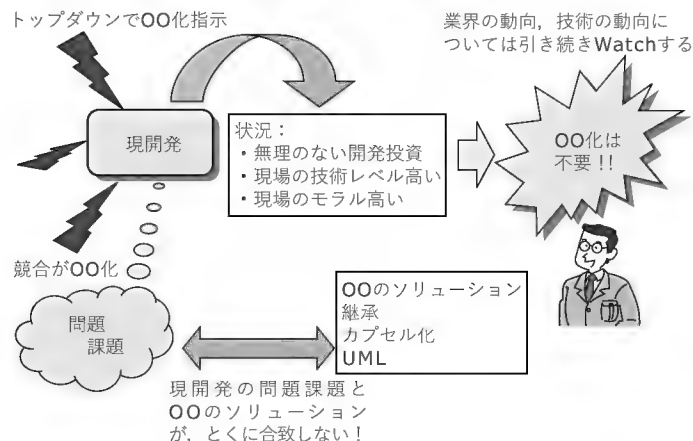 トップダウンでOO化指示
業界の動向，技術の動向に
ついては引き続きWatchする
現開発
状況：
・無理のない開発投資
・現場の技術レベル高い
・現場のモラル高い
OO化は
不要!!
競合がOO化
問題
課題
OOのソリューション
継承
カプセル化
UML
現開発の問題課題と
OOのソリューション
が，とくに合致しない！